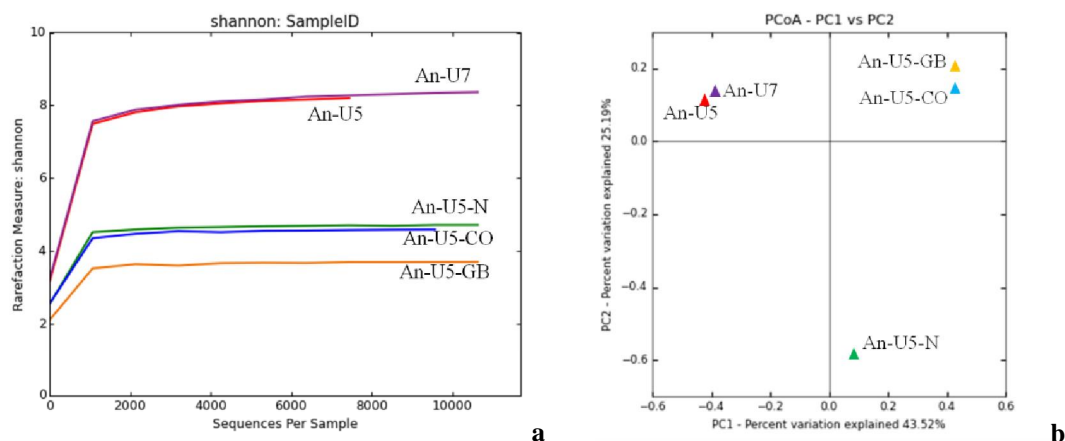 shannon: SampleID
10
8
6
4
2
0
Rarefaction Measure: shannon
An-U7
An-U5
An-U5-N
An-U5-CO
An-U5-GB
0
2000
4000
6000
8000
10000
Sequences Per Sample
a
PCoA - PC1 vs PC2
0.2
0.0
−0.2
−0.4
−0.6
PC2 - Percent variation explained 25.19%
An-U5-GB
An-U7
An-U5-CO
An-U5
An-U5-N
−0.6
−0.4
−0.2
0.0
0.2
0.4
0.6
PC1 - Percent variation explained 43.52%
b